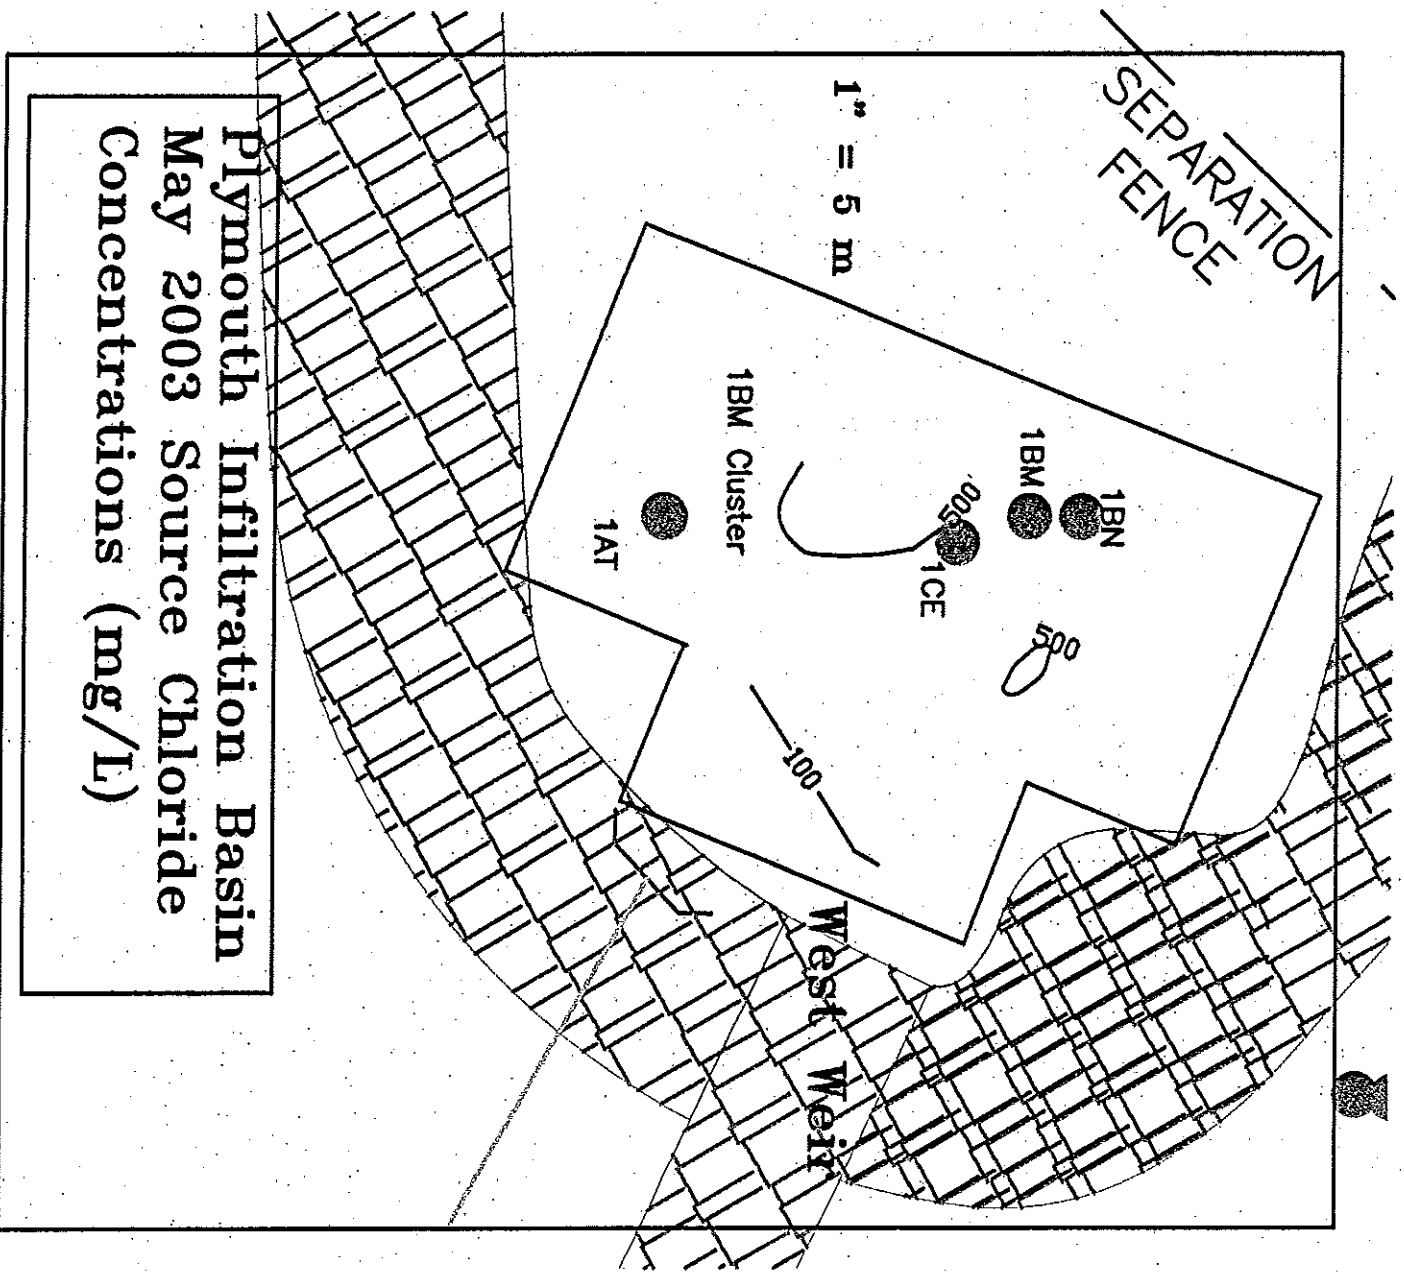 SEPARATION
FENCE
1" = 5 m
1BN
1BM
500
1CE
500
1BM Cluster
1AT
100
West Weir
Plymouth Infiltration Basin
May 2003 Source Chloride
Concentrations (mg/L)